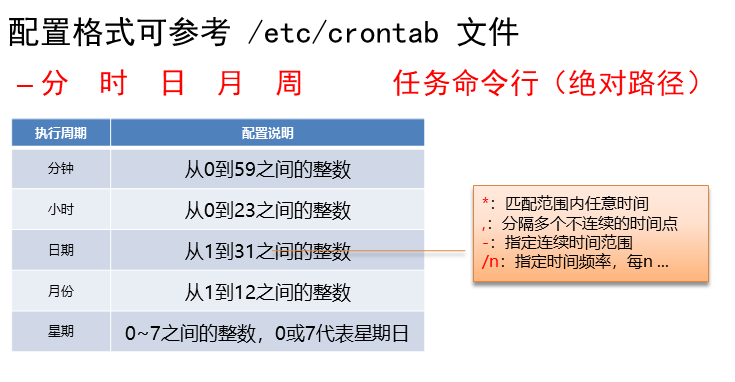 配置格式可参考 /etc/crontab 文件
–分 时 日 月 周 任务命令行（绝对路径）
执行周期 配置说明
分钟 从0到59之间的整数
小时 从0到23之间的整数
日期 从1到31之间的整数
月份 从1到12之间的整数
星期 0~7之间的整数，0或7代表星期日
*：匹配范围内任意时间
,：分隔多个不连续的时间点
-：指定连续时间范围
/n：指定时间频率，每n ...